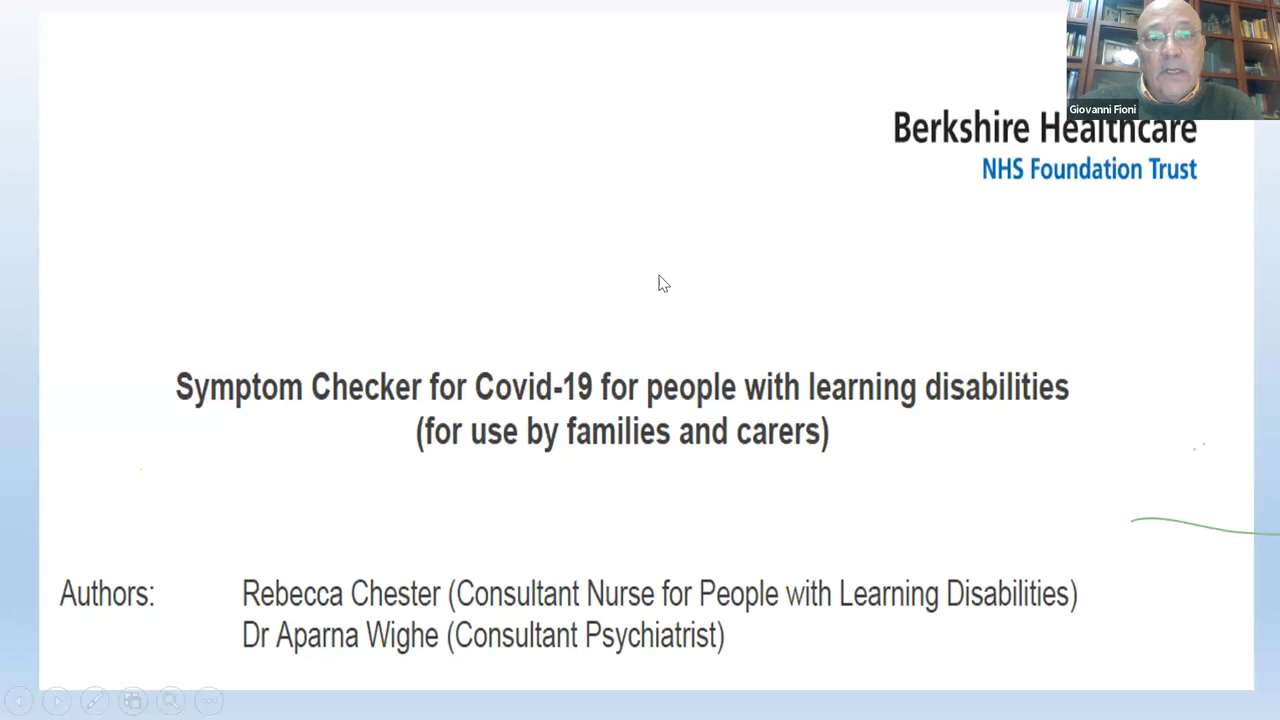 Giovanni Fioni
Berkshire Healthcare
NHS Foundation Trust
Symptom Checker for Covid-19 for people with learning disabilities
(for use by families and carers)
Authors: Rebecca Chester (Consultant Nurse for People with Learning Disabilities)
Dr Aparna Wighe (Consultant Psychiatrist)